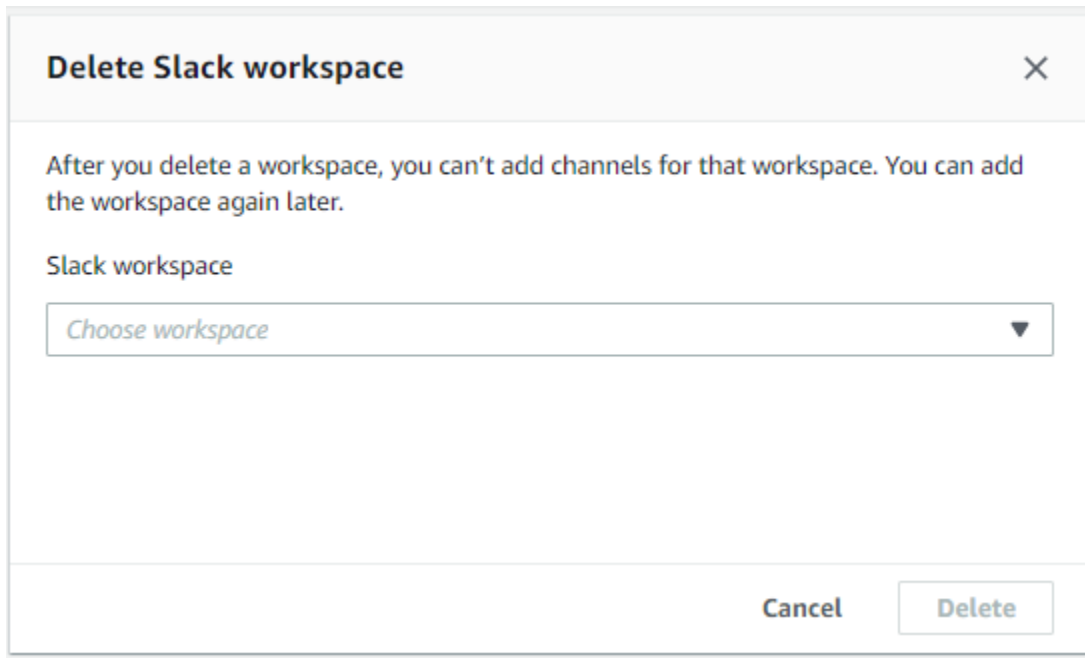 Delete Slack workspace
After you delete a workspace, you can’t add channels for that workspace. You can add
the workspace again later.
Slack workspace
Choose workspace
Cancel
Delete